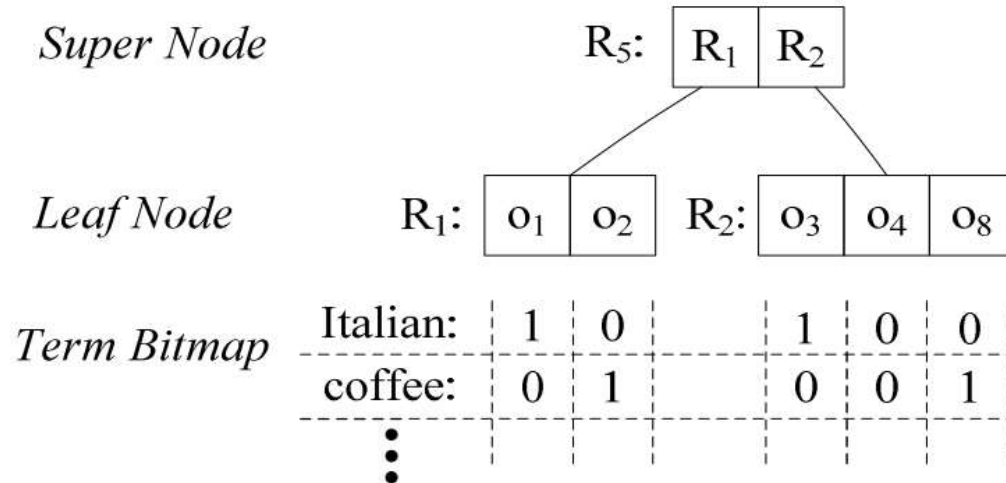 Super Node R₅: R₁ R₂
Leaf Node R₁: o₁ o₂ R₂: o₃ o₄ o₈
Term Bitmap Italian: 1 0 1 0 0
coffee: 0 1 0 0 1